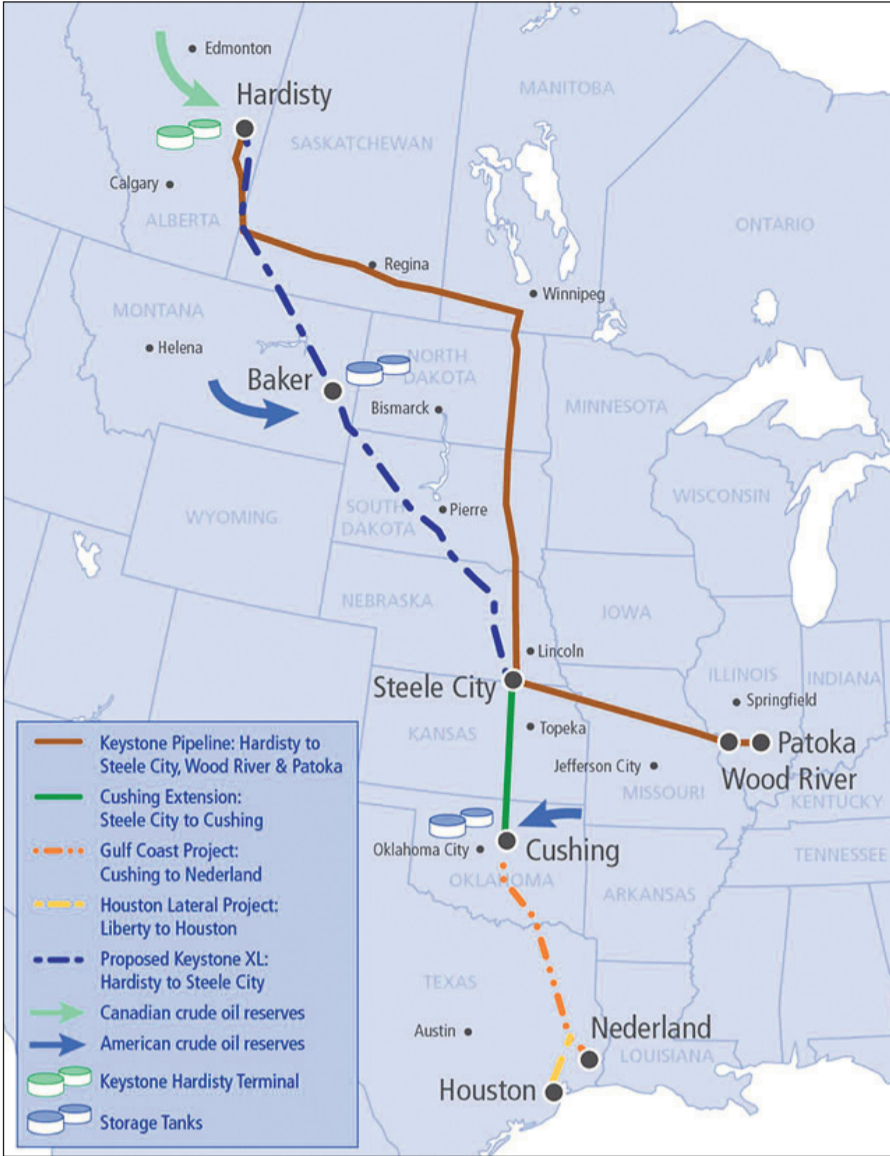 Edmonton
Hardisty
MANITOBA
SASKATCHEWAN
Calgary
ALBERTA
ONTARIO
Regina
Winnipeg
MONTANA
Helena
NORTH
DAKOTA
Baker
Bismarck
MINNESOTA
WISCONSIN
WYOMING
SOUTH
DAKOTA
Pierre
NEBRASKA
IOWA
Lincoln
Steele City
ILLINOIS
INDIANA
Springfield
KANSAS
Topeka
Patoka
Wood River
Jefferson City
MISSOURI
KENTUCKY
Oklahoma City
Cushing
OKLAHOMA
TENNESSEE
ARKANSAS
TEXAS
Austin
Nederland
LOUISIANA
Houston
Keystone Pipeline: Hardisty to
Steele City, Wood River & Patoka
Cushing Extension:
Steele City to Cushing
Gulf Coast Project:
Cushing to Nederland
Houston Lateral Project:
Liberty to Houston
Proposed Keystone XL:
Hardisty to Steele City
Canadian crude oil reserves
American crude oil reserves
Keystone Hardisty Terminal
Storage Tanks